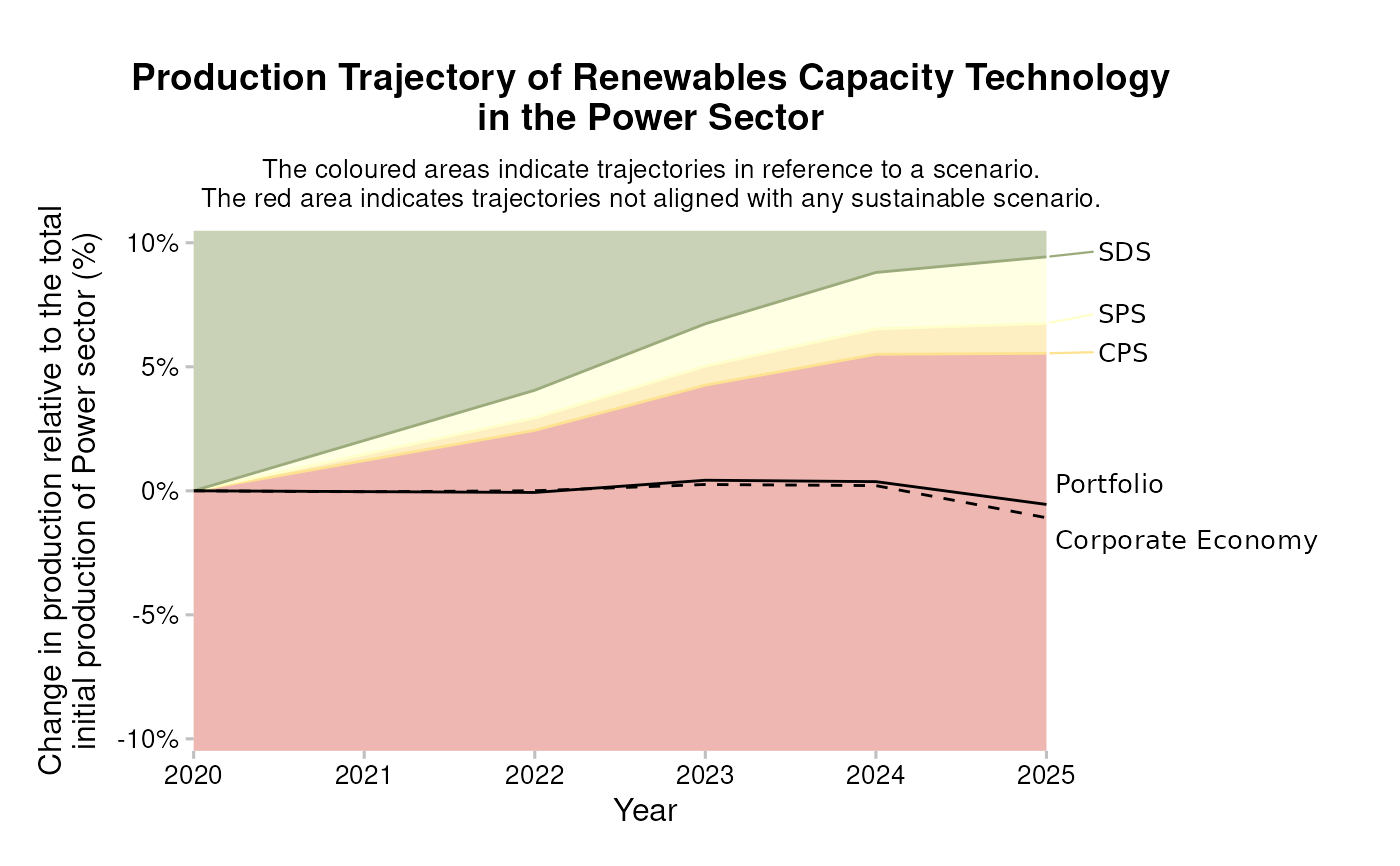 Production Trajectory of Renewables Capacity Technology
in the Power Sector
The coloured areas indicate trajectories in reference to a scenario.
The red area indicates trajectories not aligned with any sustainable scenario.
Change in production relative to the total
initial production of Power sector (%)
10%
5%
0%
-5%
-10%
SDS
SPS
CPS
Portfolio
Corporate Economy
2020
2021
2022
2023
2024
2025
Year